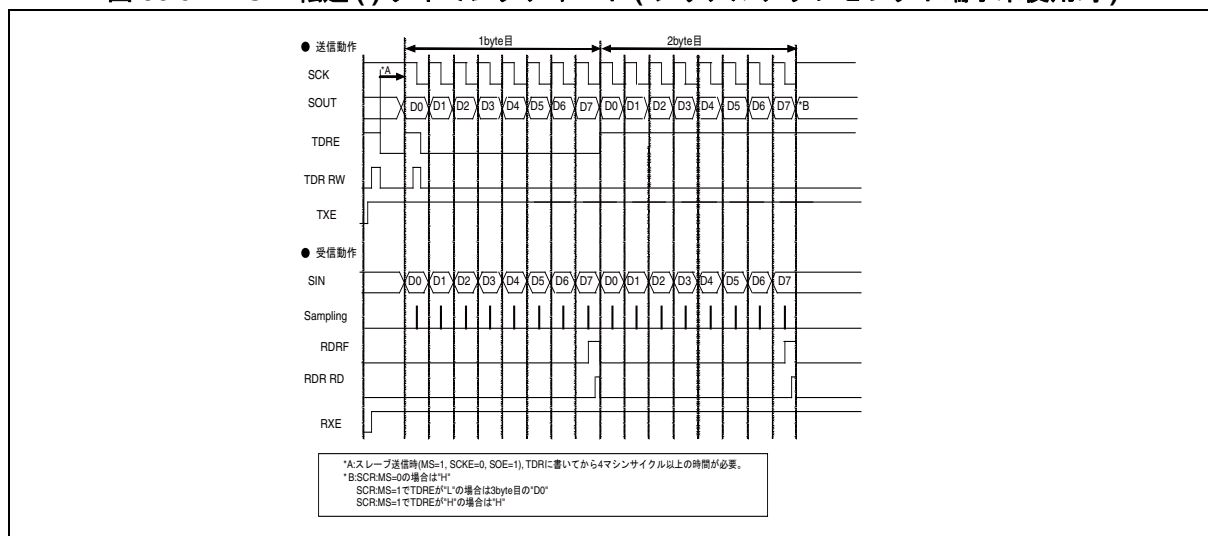 1byte目 2byte目
● 送信動作
SCK *A
SOUT D0 D1 D2 D3 D4 D5 D6 D7 D0 D1 D2 D3 D4 D5 D6 D7 *B
TDRE
TDR RW
TXE
● 受信動作
SIN D0 D1 D2 D3 D4 D5 D6 D7 D0 D1 D2 D3 D4 D5 D6 D7
Sampling
RDRF
RDR RD
RXE
*A:スレーブ送信時(MS=1, SCKE=0, SOE=1), TDRに書いてから4マシンサイクル以上の時間が必要。
*B:SCR:MS=0の場合は"H"
SCR:MS=1でTDREが"L"の場合は3byte目の"D0"
SCR:MS=1でTDREが"H"の場合は"H"